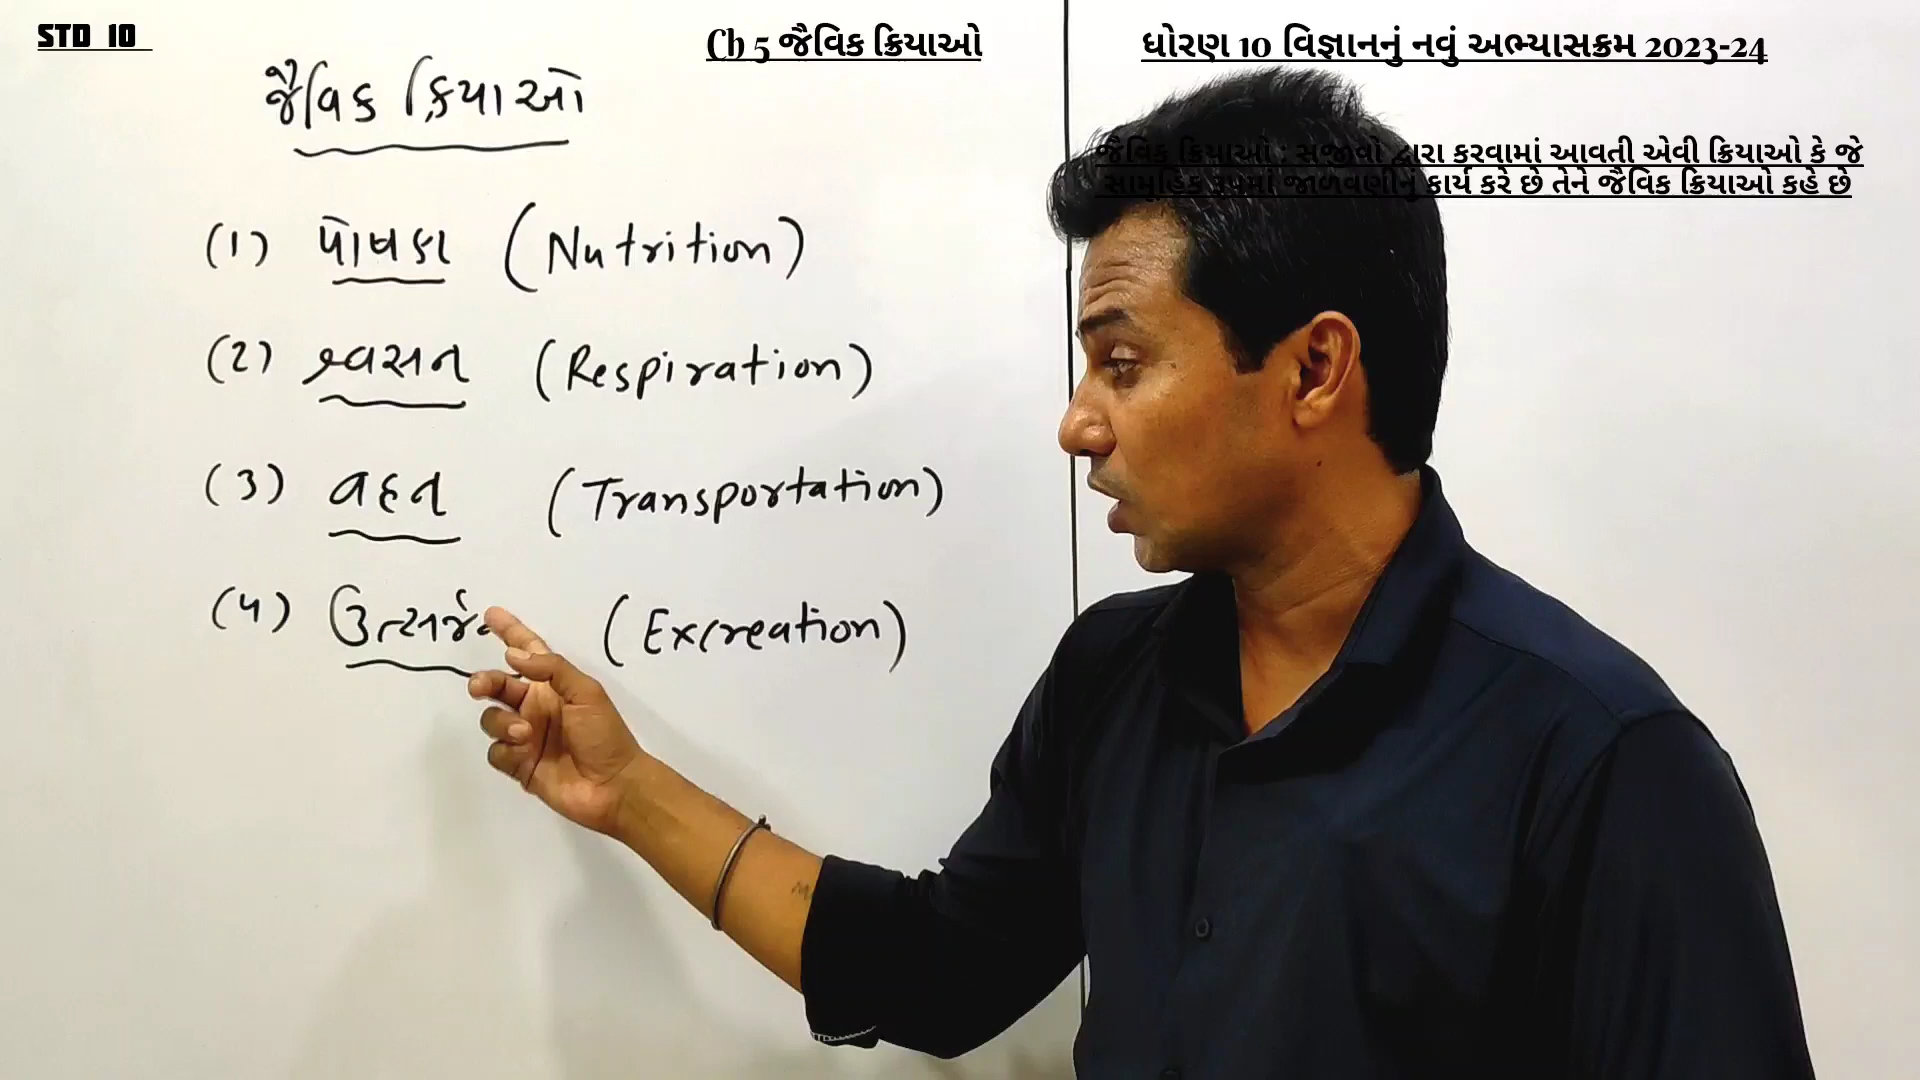 STD 10
Ch 5 જૈવિક ક્રિયાઓ
ધોરણ 10 વિજ્ઞાનનું નવું અભ્યાસક્રમ 2023-24
જૈવિક ક્રિયાઓ : સજીવો દ્વારા કરવામાં આવતી એવી ક્રિયાઓ કે જે
સામૂહિક રૂપમાં જાળવણીનું કાર્ય કરે છે તેને જૈવિક ક્રિયાઓ કહે છે
જૈવિક ક્રિયાઓ
(1) પોષણ (Nutrition)
(2) શ્વસન (Respiration)
(3) વહન (Transportation)
(4) ઉત્સર્જન (Excreation)